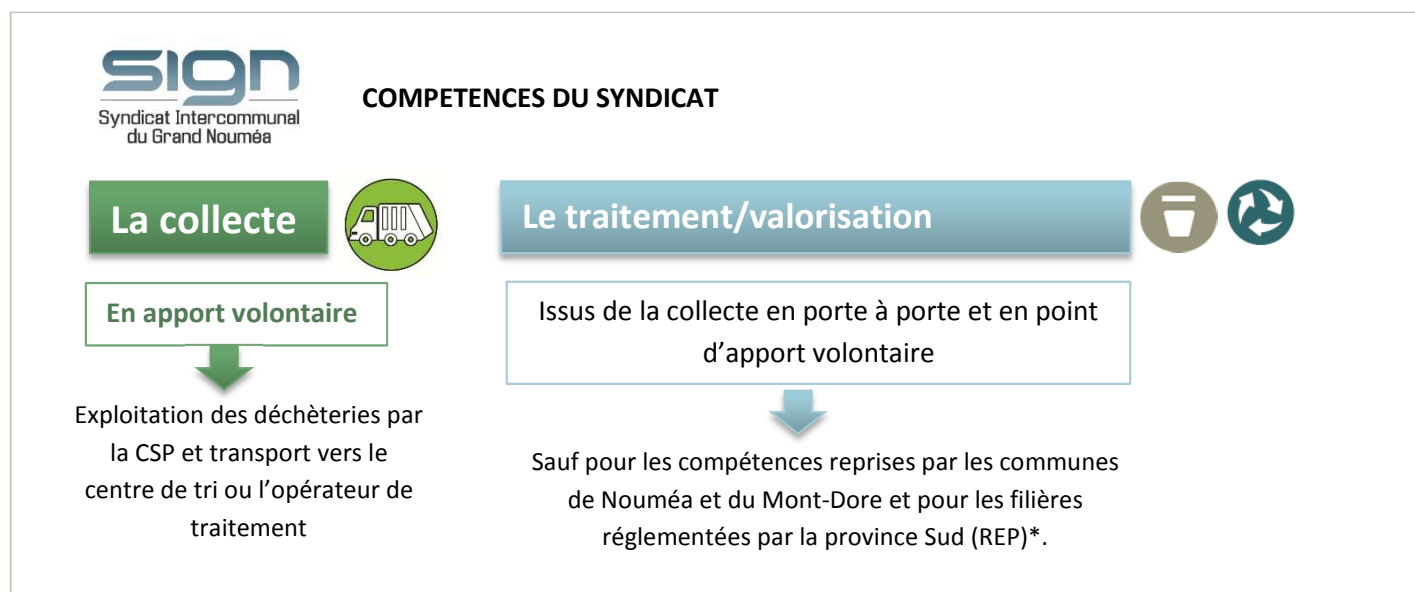 sign
Syndicat Intercommunal
du Grand Nouméa
COMPETENCES DU SYNDICAT
La collecte
Le traitement/valorisation
En apport volontaire
Issus de la collecte en porte à porte et en point
d’apport volontaire
Exploitation des déchèteries par
la CSP et transport vers le
centre de tri ou l’opérateur de
traitement
Sauf pour les compétences reprises par les communes
de Nouméa et du Mont-Dore et pour les filières
réglementées par la province Sud (REP)*.